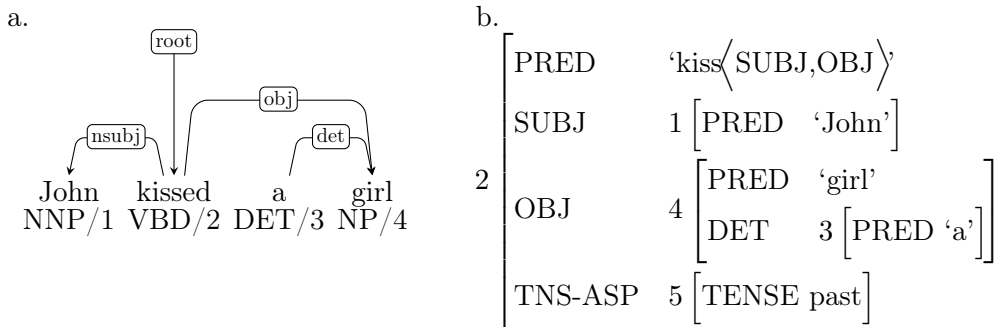 a.
root
obj
nsubj
det
John kissed a girl
NNP/1 VBD/2 DET/3 NP/4
b.
PRED ‘kiss⟨SUBJ,OBJ⟩’
SUBJ 1 [PRED ‘John’]
2
OBJ 4
PRED ‘girl’
DET 3 [PRED ‘a’]
TNS-ASP 5 [TENSE past]